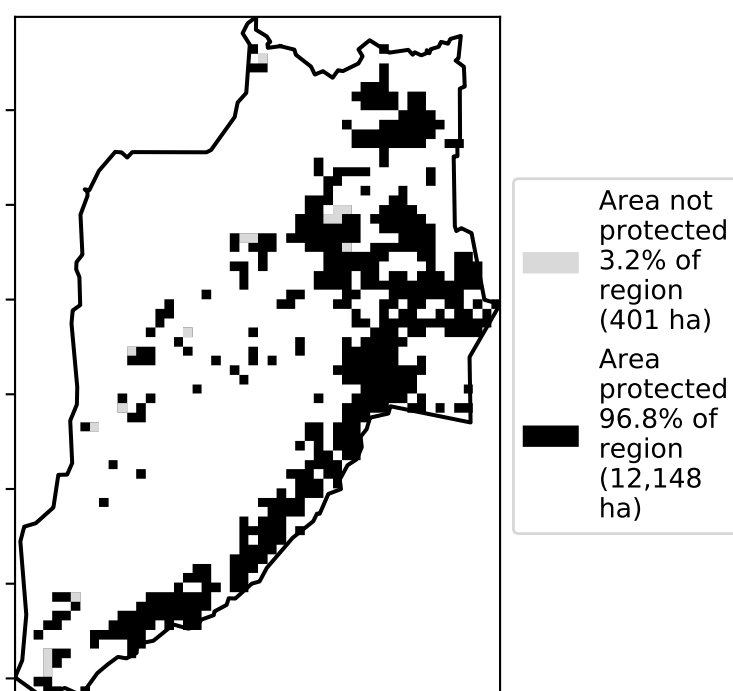 Area not
protected
3.2% of
region
(401 ha)
Area
protected
96.8% of
region
(12,148
ha)